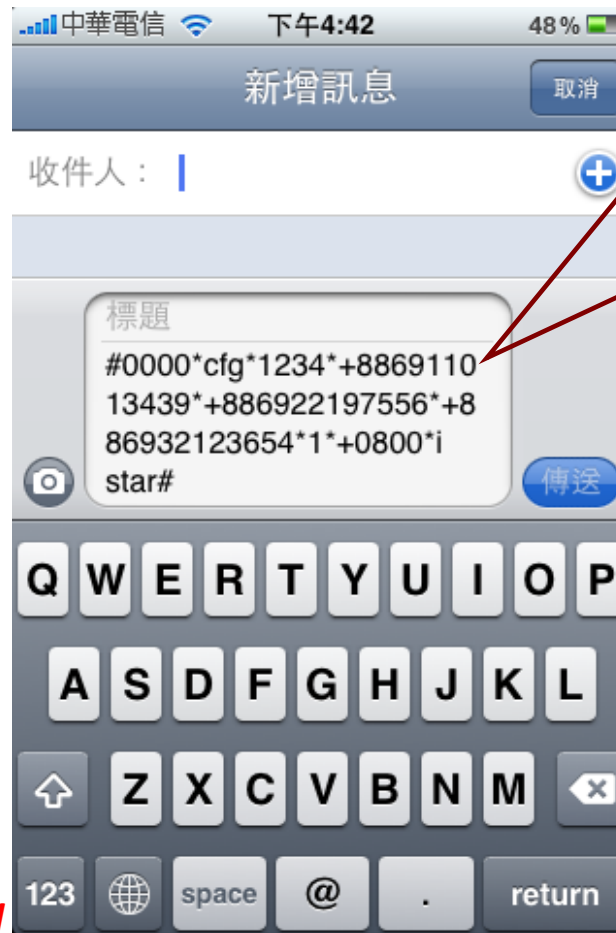 中華電信 下午4:42 48%
新增訊息 取消
收件人：
標題
#0000*cfg*1234*+8869110
13439*+886922197556*+8
86932123654*1*+0800*i
star#
傳送
Q W E R T Y U I O P
A S D F G H J K L
Z X C V B N M
123 space @ . return